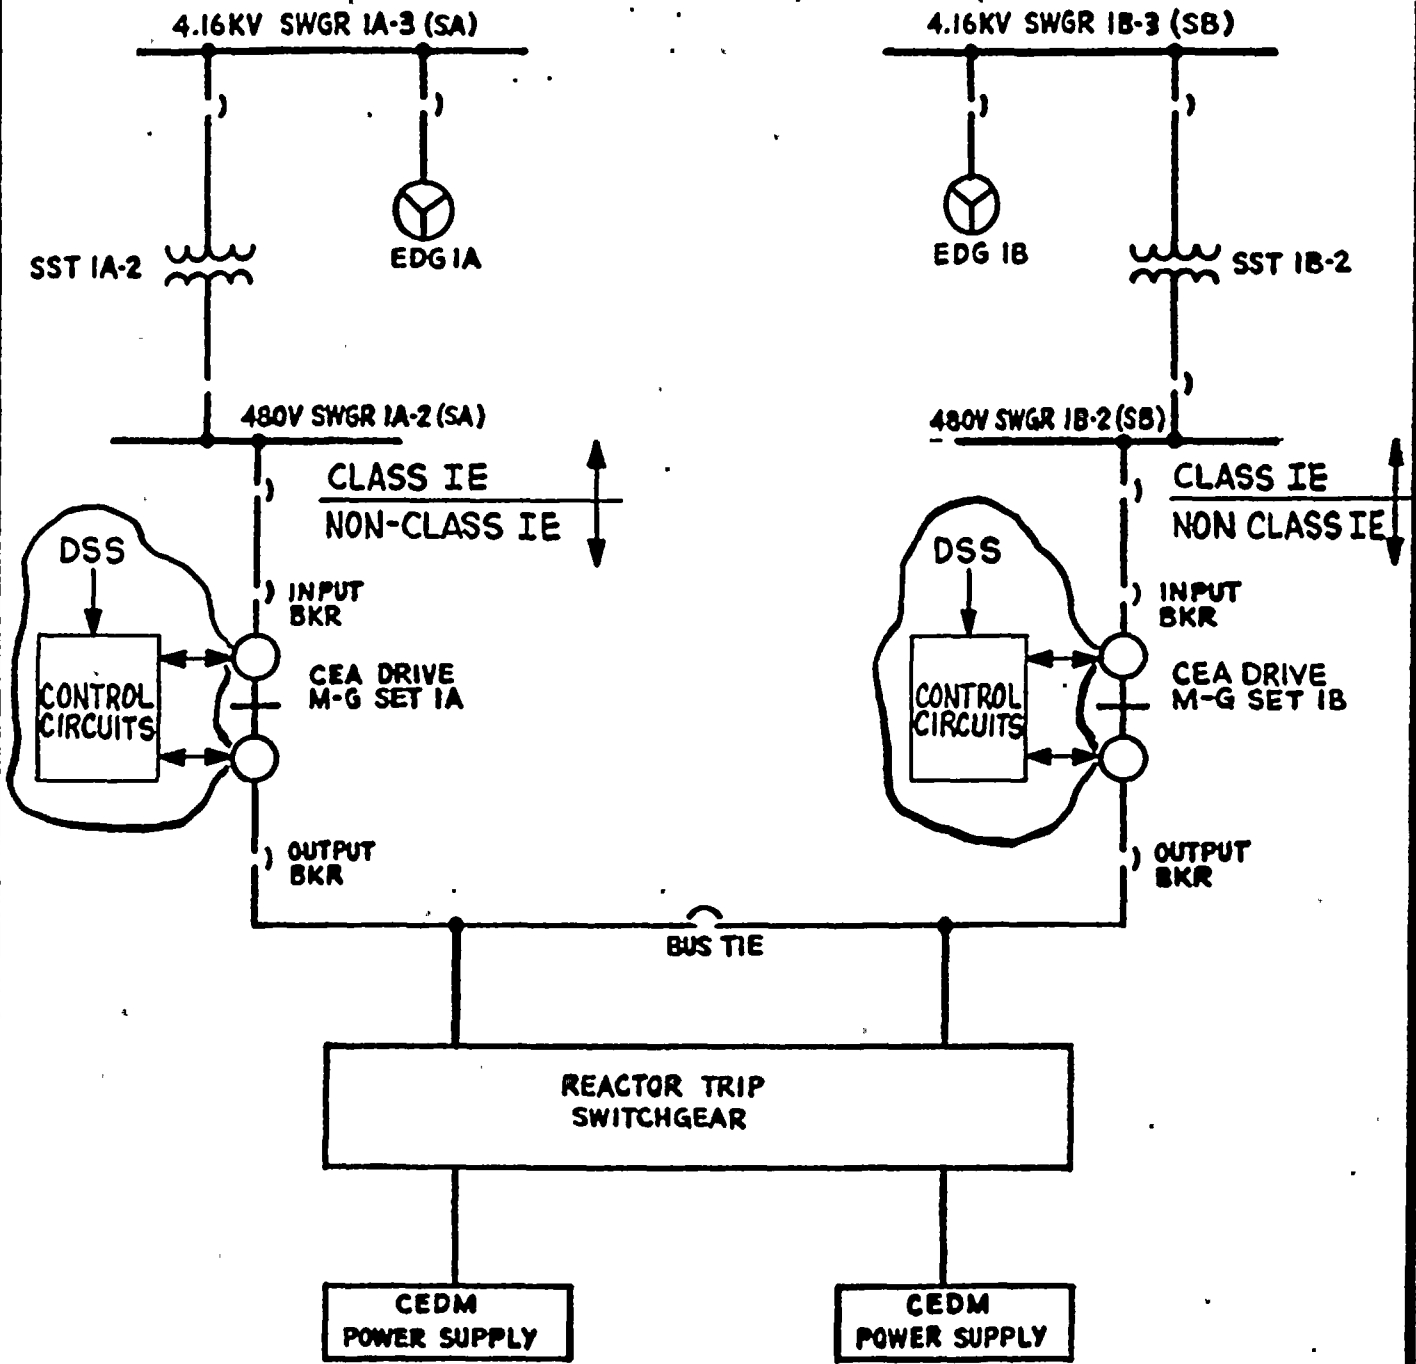 4.16KV SWGR 1A-3 (SA)
4.16KV SWGR 1B-3 (SB)
EDG 1A
EDG 1B
SST 1A-2
SST 1B-2
480V SWGR 1A-2 (SA)
480V SWGR 1B-2 (SB)
CLASS IE
NON-CLASS IE
CLASS IE
NON CLASS IE
DSS
INPUT
BKR
CONTROL
CIRCUITS
CEA DRIVE
M-G SET 1A
OUTPUT
BKR
DSS
INPUT
BKR
CONTROL
CIRCUITS
CEA DRIVE
M-G SET 1B
OUTPUT
BKR
BUS TIE
REACTOR TRIP
SWITCHGEAR
CEDM
POWER SUPPLY
CEDM
POWER SUPPLY